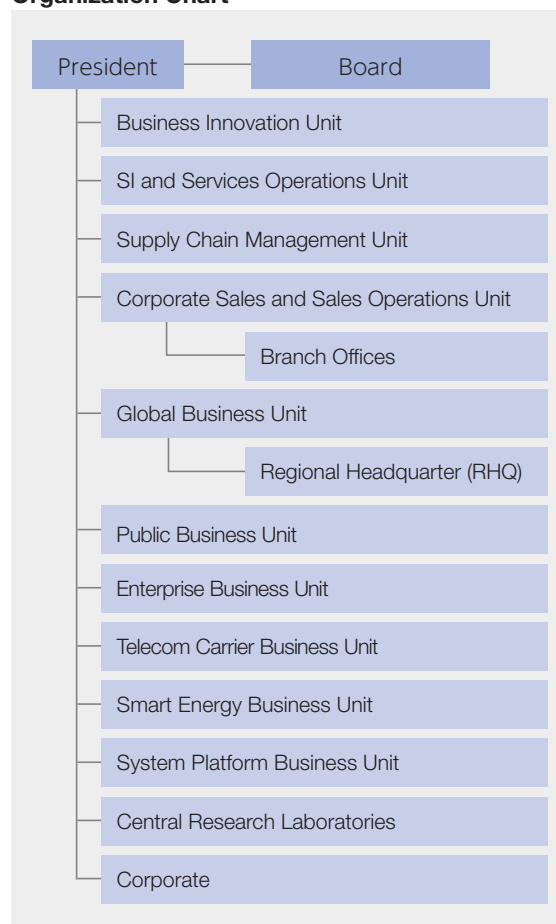 Organization Chart
President
Board
Business Innovation Unit
SI and Services Operations Unit
Supply Chain Management Unit
Corporate Sales and Sales Operations Unit
Branch Offices
Global Business Unit
Regional Headquarter (RHQ)
Public Business Unit
Enterprise Business Unit
Telecom Carrier Business Unit
Smart Energy Business Unit
System Platform Business Unit
Central Research Laboratories
Corporate